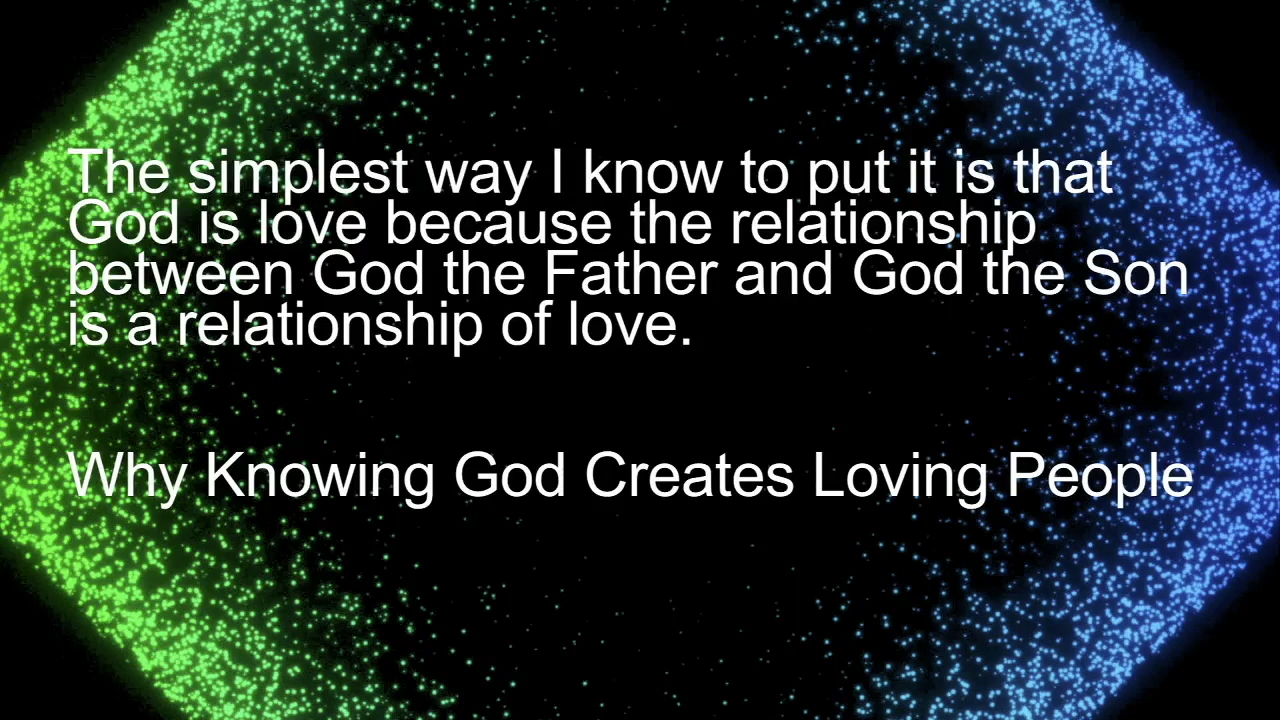 The simplest way I know to put it is that
God is love because the relationship
between God the Father and God the Son
is a relationship of love.
Why Knowing God Creates Loving People